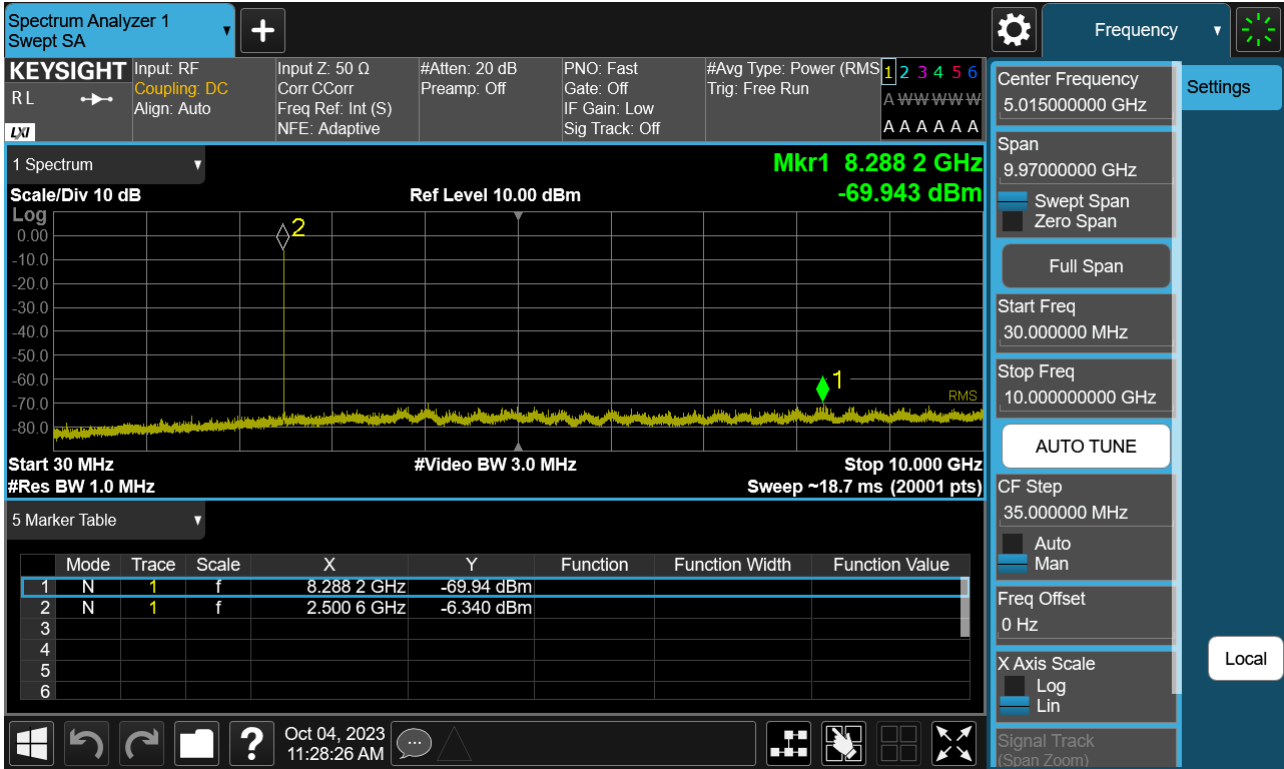 Spectrum Analyzer 1
Swept SA
Frequency
KEYSIGHT
R L
LXI
Input: RF
Coupling: DC
Align: Auto
Input Z: 50 Ω
Corr CCorr
Freq Ref: Int (S)
NFE: Adaptive
#Atten: 20 dB
Preamp: Off
PNO: Fast
Gate: Off
IF Gain: Low
Sig Track: Off
#Avg Type: Power (RMS
Trig: Free Run
1 2 3 4 5 6
A W W W W W
A A A A A A
1 Spectrum
Scale/Div 10 dB
Ref Level 10.00 dBm
Mkr1 8.288 2 GHz
-69.943 dBm
Log
0.00
-10.0
-20.0
-30.0
-40.0
-50.0
-60.0
-70.0
-80.0
2
1
RMS
Start 30 MHz
#Video BW 3.0 MHz
Stop 10.000 GHz
#Res BW 1.0 MHz
Sweep ~18.7 ms (20001 pts)
5 Marker Table
Mode Trace Scale X Y Function Function Width Function Value
1 N 1 f 8.288 2 GHz -69.94 dBm
2 N 1 f 2.500 6 GHz -6.340 dBm
3
4
5
6
?
Oct 04, 2023
11:28:26 AM
Center Frequency
5.015000000 GHz
Span
9.97000000 GHz
Swept Span
Zero Span
Full Span
Start Freq
30.000000 MHz
Stop Freq
10.000000000 GHz
AUTO TUNE
CF Step
35.000000 MHz
Auto
Man
Freq Offset
0 Hz
X Axis Scale
Log
Lin
Signal Track
(Span Zoom)
Settings
Local